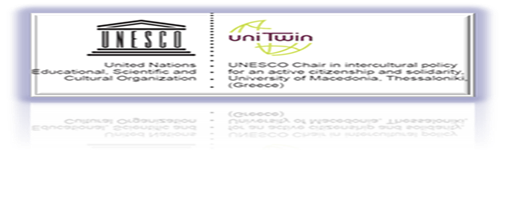 UNESCO
United Nations
Educational, Scientific and
Cultural Organization
uniTwin
UNESCO Chair in intercultural policy
for an active citizenship and solidarity,
University of Macedonia, Thessaloniki,
(Greece)